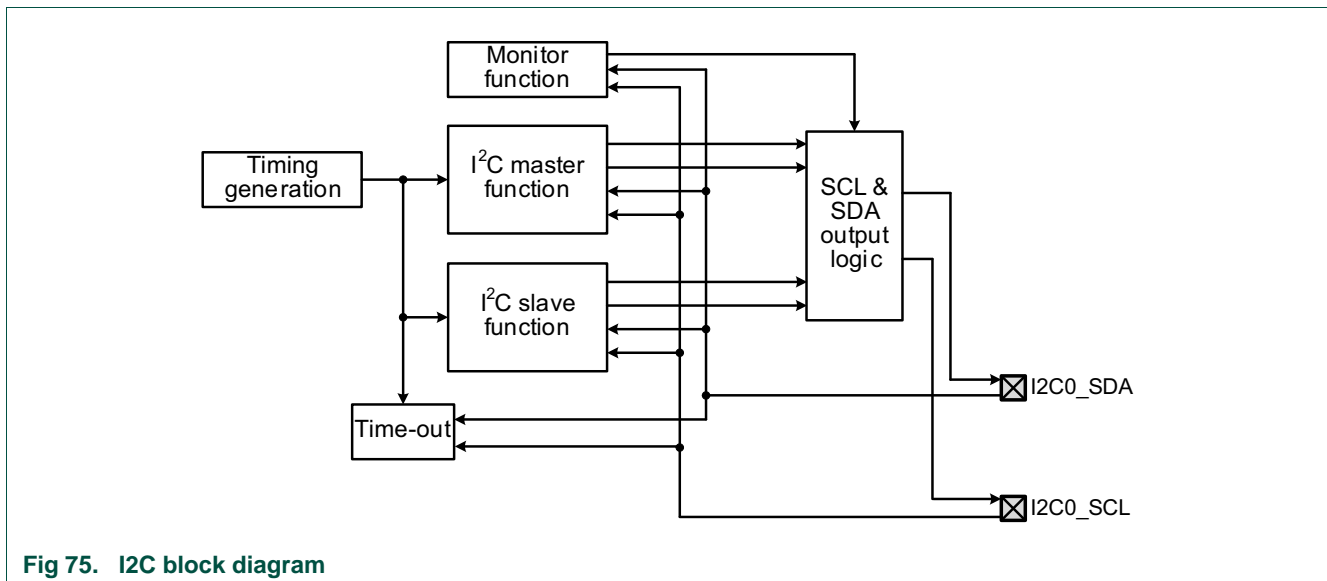 Monitor
function
Timing
generation
I²C master
function
SCL &
SDA
output
logic
I²C slave
function
Time-out
I2C0_SDA
I2C0_SCL
Fig 75. I2C block diagram